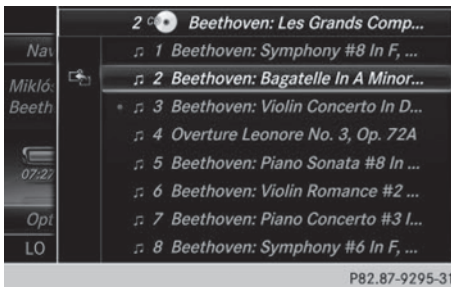 2 Beethoven: Les Grands Comp...
Nav
1 Beethoven: Symphony #8 In F, ...
Mikló
2 Beethoven: Bagatelle In A Minor...
Beeth
3 Beethoven: Violin Concerto In D...
4 Overture Leonore No. 3, Op. 72A
5 Beethoven: Piano Sonata #8 In ...
07:27
6 Beethoven: Violin Romance #2 ...
Opt
7 Beethoven: Piano Concerto #3 I...
LO
8 Beethoven: Symphony #6 In F, ...
P82.87-9295-31